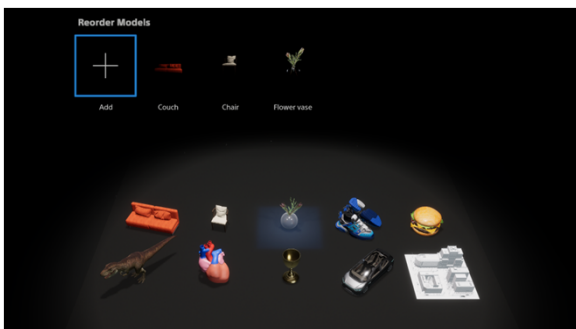 Reorder Models
Add
Couch
Chair
Flower vase